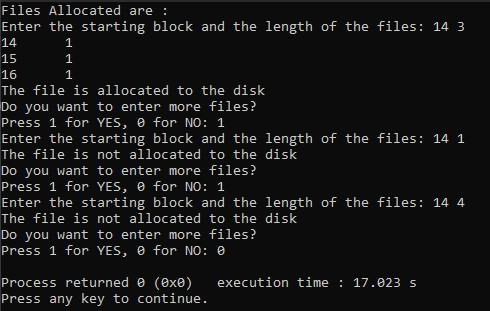 Files Allocated are :
Enter the starting block and the length of the files: 14 3
14      1
15      1
16      1
The file is allocated to the disk
Do you want to enter more files?
Press 1 for YES, 0 for NO: 1
Enter the starting block and the length of the files: 14 1
The file is not allocated to the disk
Do you want to enter more files?
Press 1 for YES, 0 for NO: 1
Enter the starting block and the length of the files: 14 4
The file is not allocated to the disk
Do you want to enter more files?
Press 1 for YES, 0 for NO: 0
Process returned 0 (0x0)   execution time : 17.023 s
Press any key to continue.